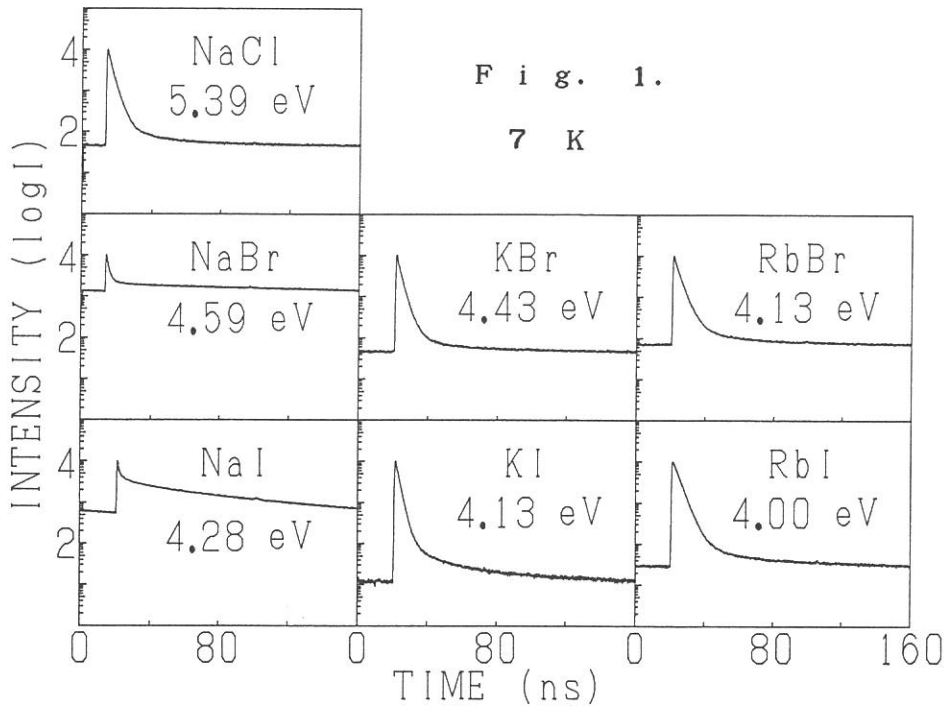 4
2
NaCl
5.39 eV
Fig. 1.
7 K
INTENSITY (logI)
4
2
NaBr
4.59 eV
KBr
4.43 eV
RbBr
4.13 eV
4
2
NaI
4.28 eV
KI
4.13 eV
RbI
4.00 eV
0 80 0 80 0 80 160
TIME (ns)